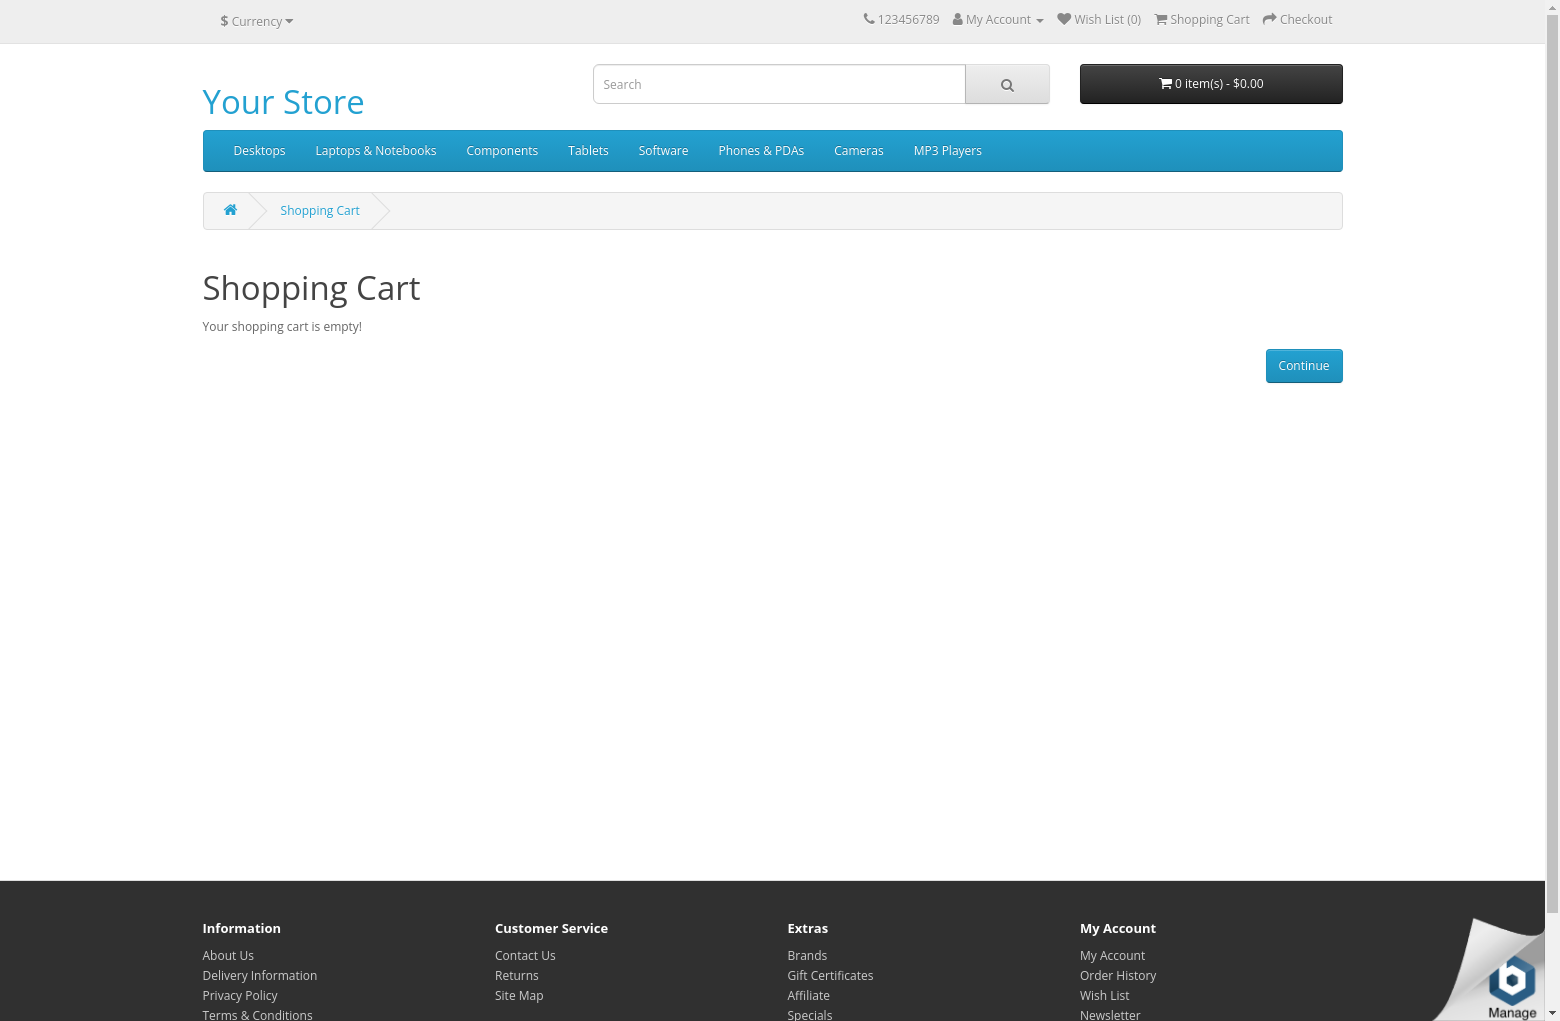 $ Currency
123456789 My Account Wish List (0) Shopping Cart Checkout
Your Store
Search
0 item(s) - $0.00
Desktops Laptops & Notebooks Components Tablets Software Phones & PDAs Cameras MP3 Players
Shopping Cart
Shopping Cart
Your shopping cart is empty!
Continue
Information
About Us
Delivery Information
Privacy Policy
Terms & Conditions
Customer Service
Contact Us
Returns
Site Map
Extras
Brands
Gift Certificates
Affiliate
Specials
My Account
My Account
Order History
Wish List
Newsletter
Manage